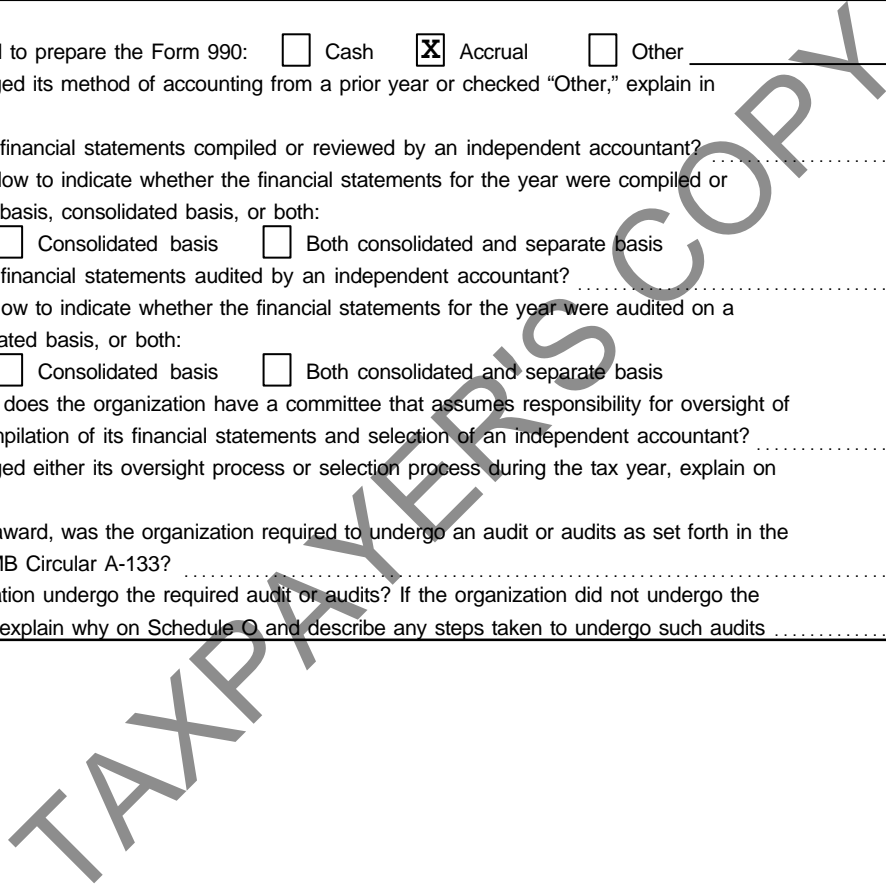 l to prepare the Form 990: Cash X Accrual Other
ged its method of accounting from a prior year or checked “Other,” explain in
financial statements compiled or reviewed by an independent accountant?
low to indicate whether the financial statements for the year were compiled or
basis, consolidated basis, or both:
Consolidated basis Both consolidated and separate basis
financial statements audited by an independent accountant?
low to indicate whether the financial statements for the year were audited on a
ated basis, or both:
Consolidated basis Both consolidated and separate basis
does the organization have a committee that assumes responsibility for oversight of
mpilation of its financial statements and selection of an independent accountant?
ged either its oversight process or selection process during the tax year, explain on
award, was the organization required to undergo an audit or audits as set forth in the
MB Circular A-133?
ation undergo the required audit or audits? If the organization did not undergo the
explain why on Schedule O and describe any steps taken to undergo such audits
TAXPAYER'S COPY